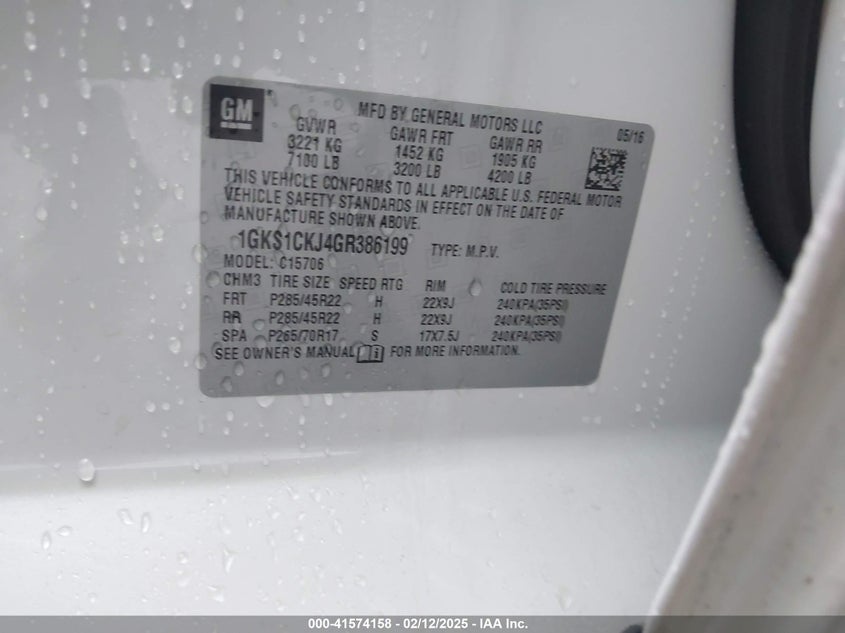 GM
MFD BY GENERAL MOTORS LLC
05/16
GVWR GAWR FRT GAWR RR
3221 KG 1452 KG 1905 KG
7100 LB 3200 LB 4200 LB
THIS VEHICLE CONFORMS TO ALL APPLICABLE U.S. FEDERAL MOTOR
VEHICLE SAFETY STANDARDS IN EFFECT ON THE DATE OF
MANUFACTURE SHOWN ABOVE.
1GKS1CKJ4GR386199 TYPE: M.P.V.
MODEL: C15706
CHM3 TIRE SIZE SPEED RTG RIM COLD TIRE PRESSURE
FRT P285/45R22 H 22X9J 240KPA(35PSI)
RR P285/45R22 H 22X9J 240KPA(35PSI)
SPA P265/70R17 S 17X7.5J 240KPA(35PSI)
SEE OWNER'S MANUAL FOR MORE INFORMATION.
000-41574158 - 02/12/2025 - IAA Inc.